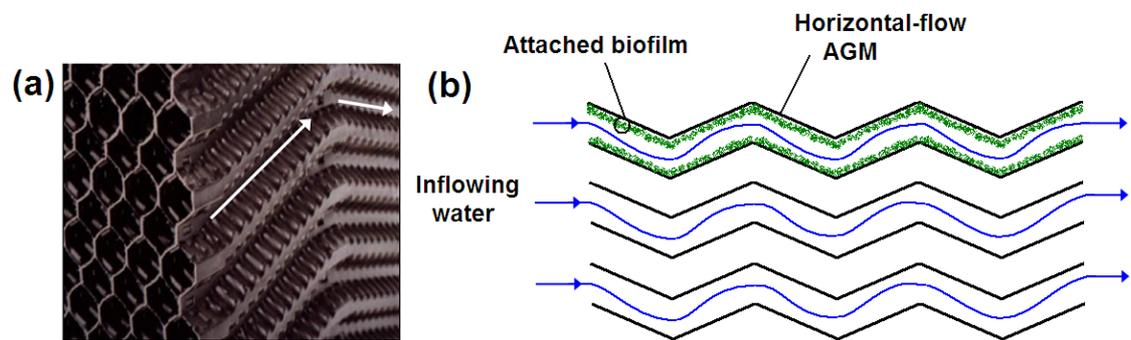 (a)
(b)
Attached biofilm
Horizontal-flow
AGM
Inflowing
water